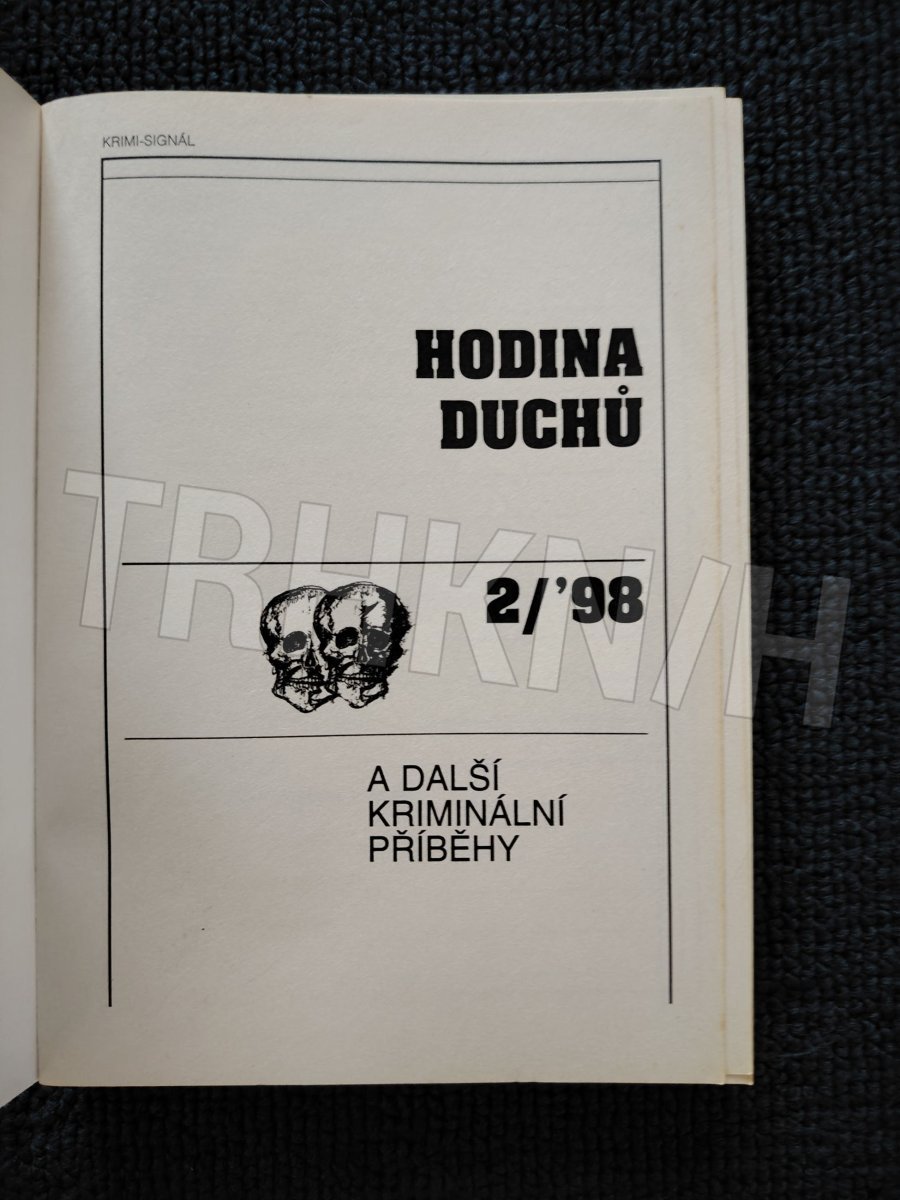 KRIMI-SIGNÁL
HODINA
DUCHŮ
TRHKNIH
2/’98
A DALŠÍ
KRIMINÁLNÍ
PŘÍBĚHY